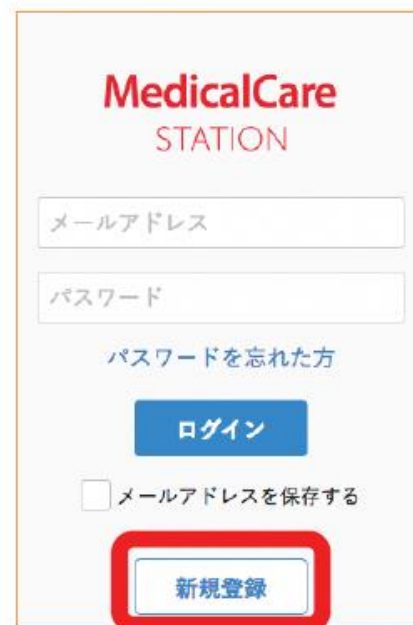 MedicalCare
STATION
メールアドレス
パスワード
パスワードを忘れた方
ログイン
メールアドレスを保存する
新規登録